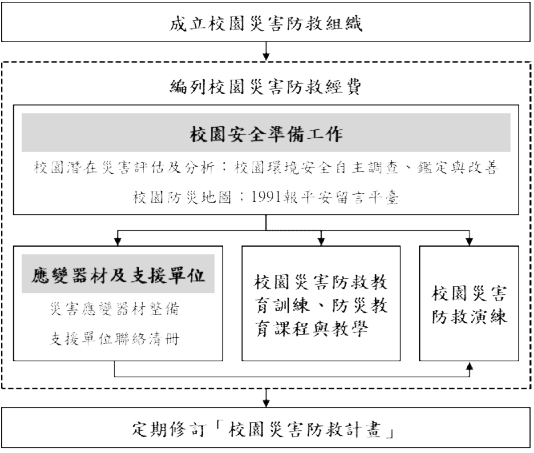 成立校園災害防救組織
編列校園災害防救經費
校園安全準備工作
校園潛在災害評估及分析；校園環境安全自主調查、鑑定與改善
校園防災地圖；1991報平安留言平臺
應變器材及支援單位
災害應變器材整備
支援單位聯絡清冊
校園災害防救教
育訓練、防災教
育課程與教學
校園災害
防救演練
定期修訂「校園災害防救計畫」